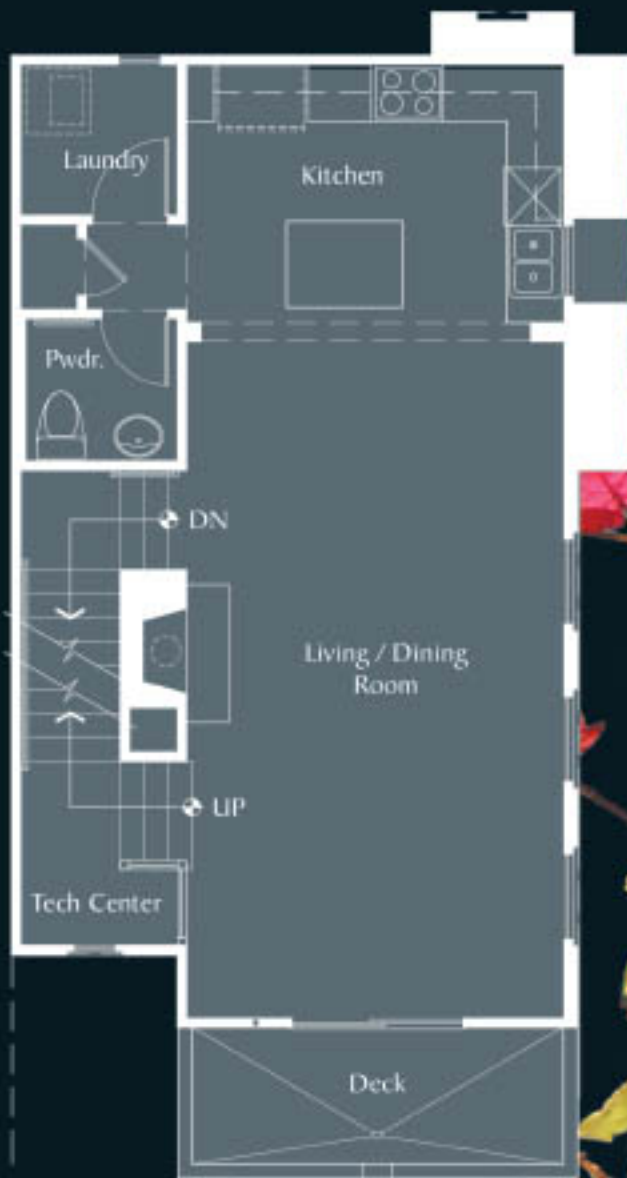 Laundry
Kitchen
Pwdr.
DN
Living / Dining
Room
UP
Tech Center
Deck